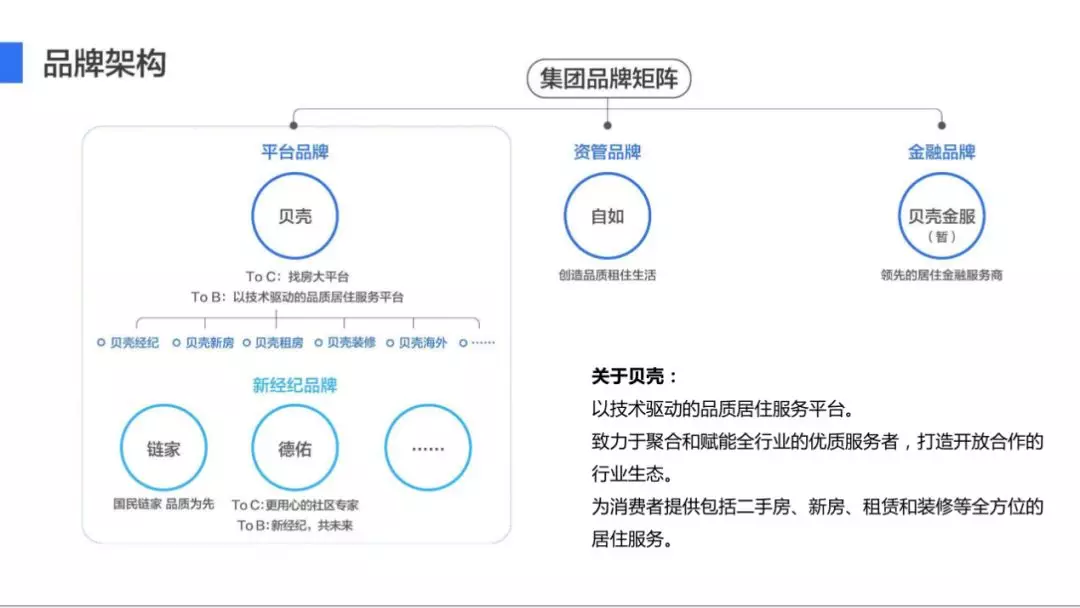 品牌架构
集团品牌矩阵
平台品牌
贝壳
To C：找房大平台
To B：以技术驱动的品质居住服务平台
贝壳经纪 贝壳新房 贝壳租房 贝壳装修 贝壳海外 ……
新经纪品牌
链家
国民链家 品质为先
德佑
To C:更用心的社区专家
To B:新经纪，共未来
……
资管品牌
自如
创造品质租住生活
金融品牌
贝壳金服
（暂）
领先的居住金融服务商
关于贝壳：
以技术驱动的品质居住服务平台。
致力于聚合和赋能全行业的优质服务者，打造开放合作的
行业生态。
为消费者提供包括二手房、新房、租赁和装修等全方位的
居住服务。